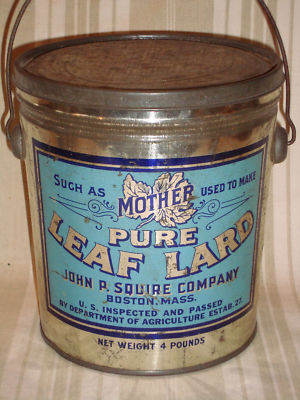 SUCH AS MOTHER USED TO MAKE
PURE
LEAF LARD
JOHN P. SQUIRE COMPANY
BOSTON, MASS.
U. S. INSPECTED AND PASSED
BY DEPARTMENT OF AGRICULTURE ESTAB. 27.
NET WEIGHT 4 POUNDS